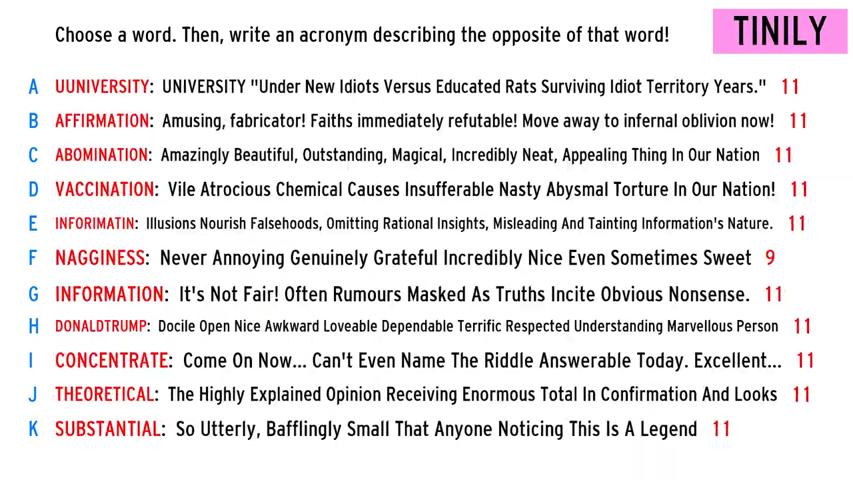 Choose a word. Then, write an acronym describing the opposite of that word!
TINILY
A UUNIVERSITY: UNIVERSITY "Under New Idiots Versus Educated Rats Surviving Idiot Territory Years." 11
B AFFIRMATION: Amusing, fabricator! Faiths immediately refutable! Move away to infernal oblivion now! 11
C ABOMINATION: Amazingly Beautiful, Outstanding, Magical, Incredibly Neat, Appealing Thing In Our Nation 11
D VACCINATION: Vile Atrocious Chemical Causes Insufferable Nasty Abysmal Torture In Our Nation! 11
E INFORIMATIN: Illusions Nourish Falsehoods, Omitting Rational Insights, Misleading And Tainting Information's Nature. 11
F NAGGINESS: Never Annoying Genuinely Grateful Incredibly Nice Even Sometimes Sweet 9
G INFORMATION: It's Not Fair! Often Rumours Masked As Truths Incite Obvious Nonsense. 11
H DONALDTRUMP: Docile Open Nice Awkward Loveable Dependable Terrific Respected Understanding Marvellous Person 11
I CONCENTRATE: Come On Now... Can't Even Name The Riddle Answerable Today. Excellent... 11
J THEORETICAL: The Highly Explained Opinion Receiving Enormous Total In Confirmation And Looks 11
K SUBSTANTIAL: So Utterly, Bafflingly Small That Anyone Noticing This Is A Legend 11